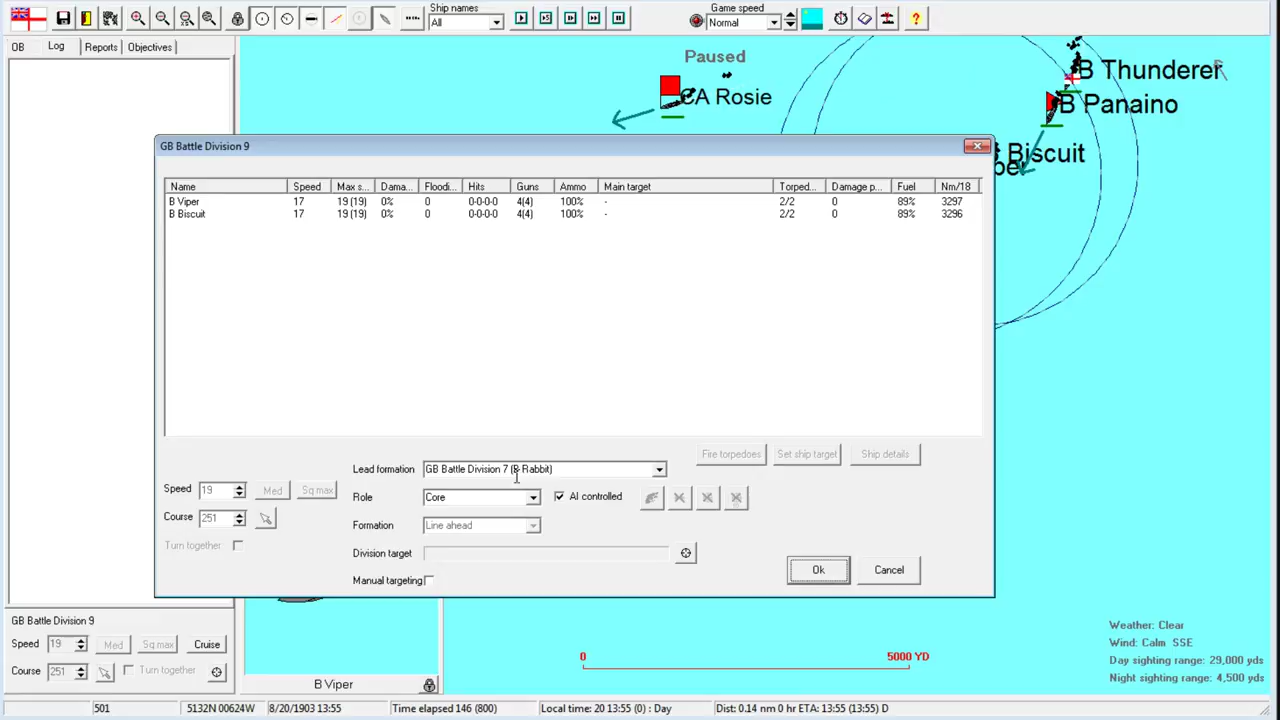 Ship names
Game speed
All
Normal
OB Log Reports Objectives
Paused
B Thunderer
CA Rosie
B Panaino
B Biscuit
GB Battle Division 9
Name Speed Max s... Dama... Floodi... Hits Guns Ammo Main target Torped... Damage p... Fuel Nm/18
B Viper 17 19 (19) 0% 0 0-0-0-0 4(4) 100% - 2/2 0 89% 3297
B Biscuit 17 19 (19) 0% 0 0-0-0-0 4(4) 100% - 2/2 0 89% 3296
Fire torpedoes Set ship target Ship details
Lead formation GB Battle Division 7 (B Rabbit)
Speed 19 Med Sq max
Role Core AI controlled
Course 251
Formation Line ahead
Turn together
Division target
Manual targeting
Ok Cancel
GB Battle Division 9
Speed 19 Med Sq max Cruise
Course 251 Turn together
B Viper
0 5000 YD
Weather: Clear
Wind: Calm SSE
Day sighting range: 29,000 yds
Night sighting range: 4,500 yds
501 5132N 00624W 8/20/1903 13:55 Time elapsed 146 (800) Local time: 20 13:55 (0) : Day Dist: 0.14 nm 0 hr ETA: 13:55 (13:55) D